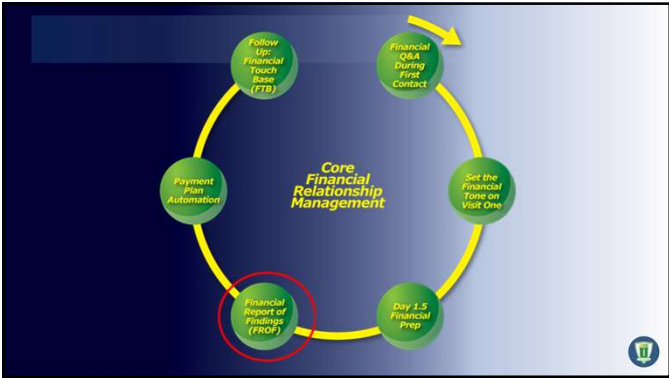 Follow
Up:
Financial
Touch
Base
(FTB)
Financial
Q&A
During
First
Contact
Core
Financial
Relationship
Management
Payment
Plan
Automation
Set the
Financial
Tone on
Visit One
Financial
Report of
Findings
(FROF)
Day 1.5
Financial
Prep